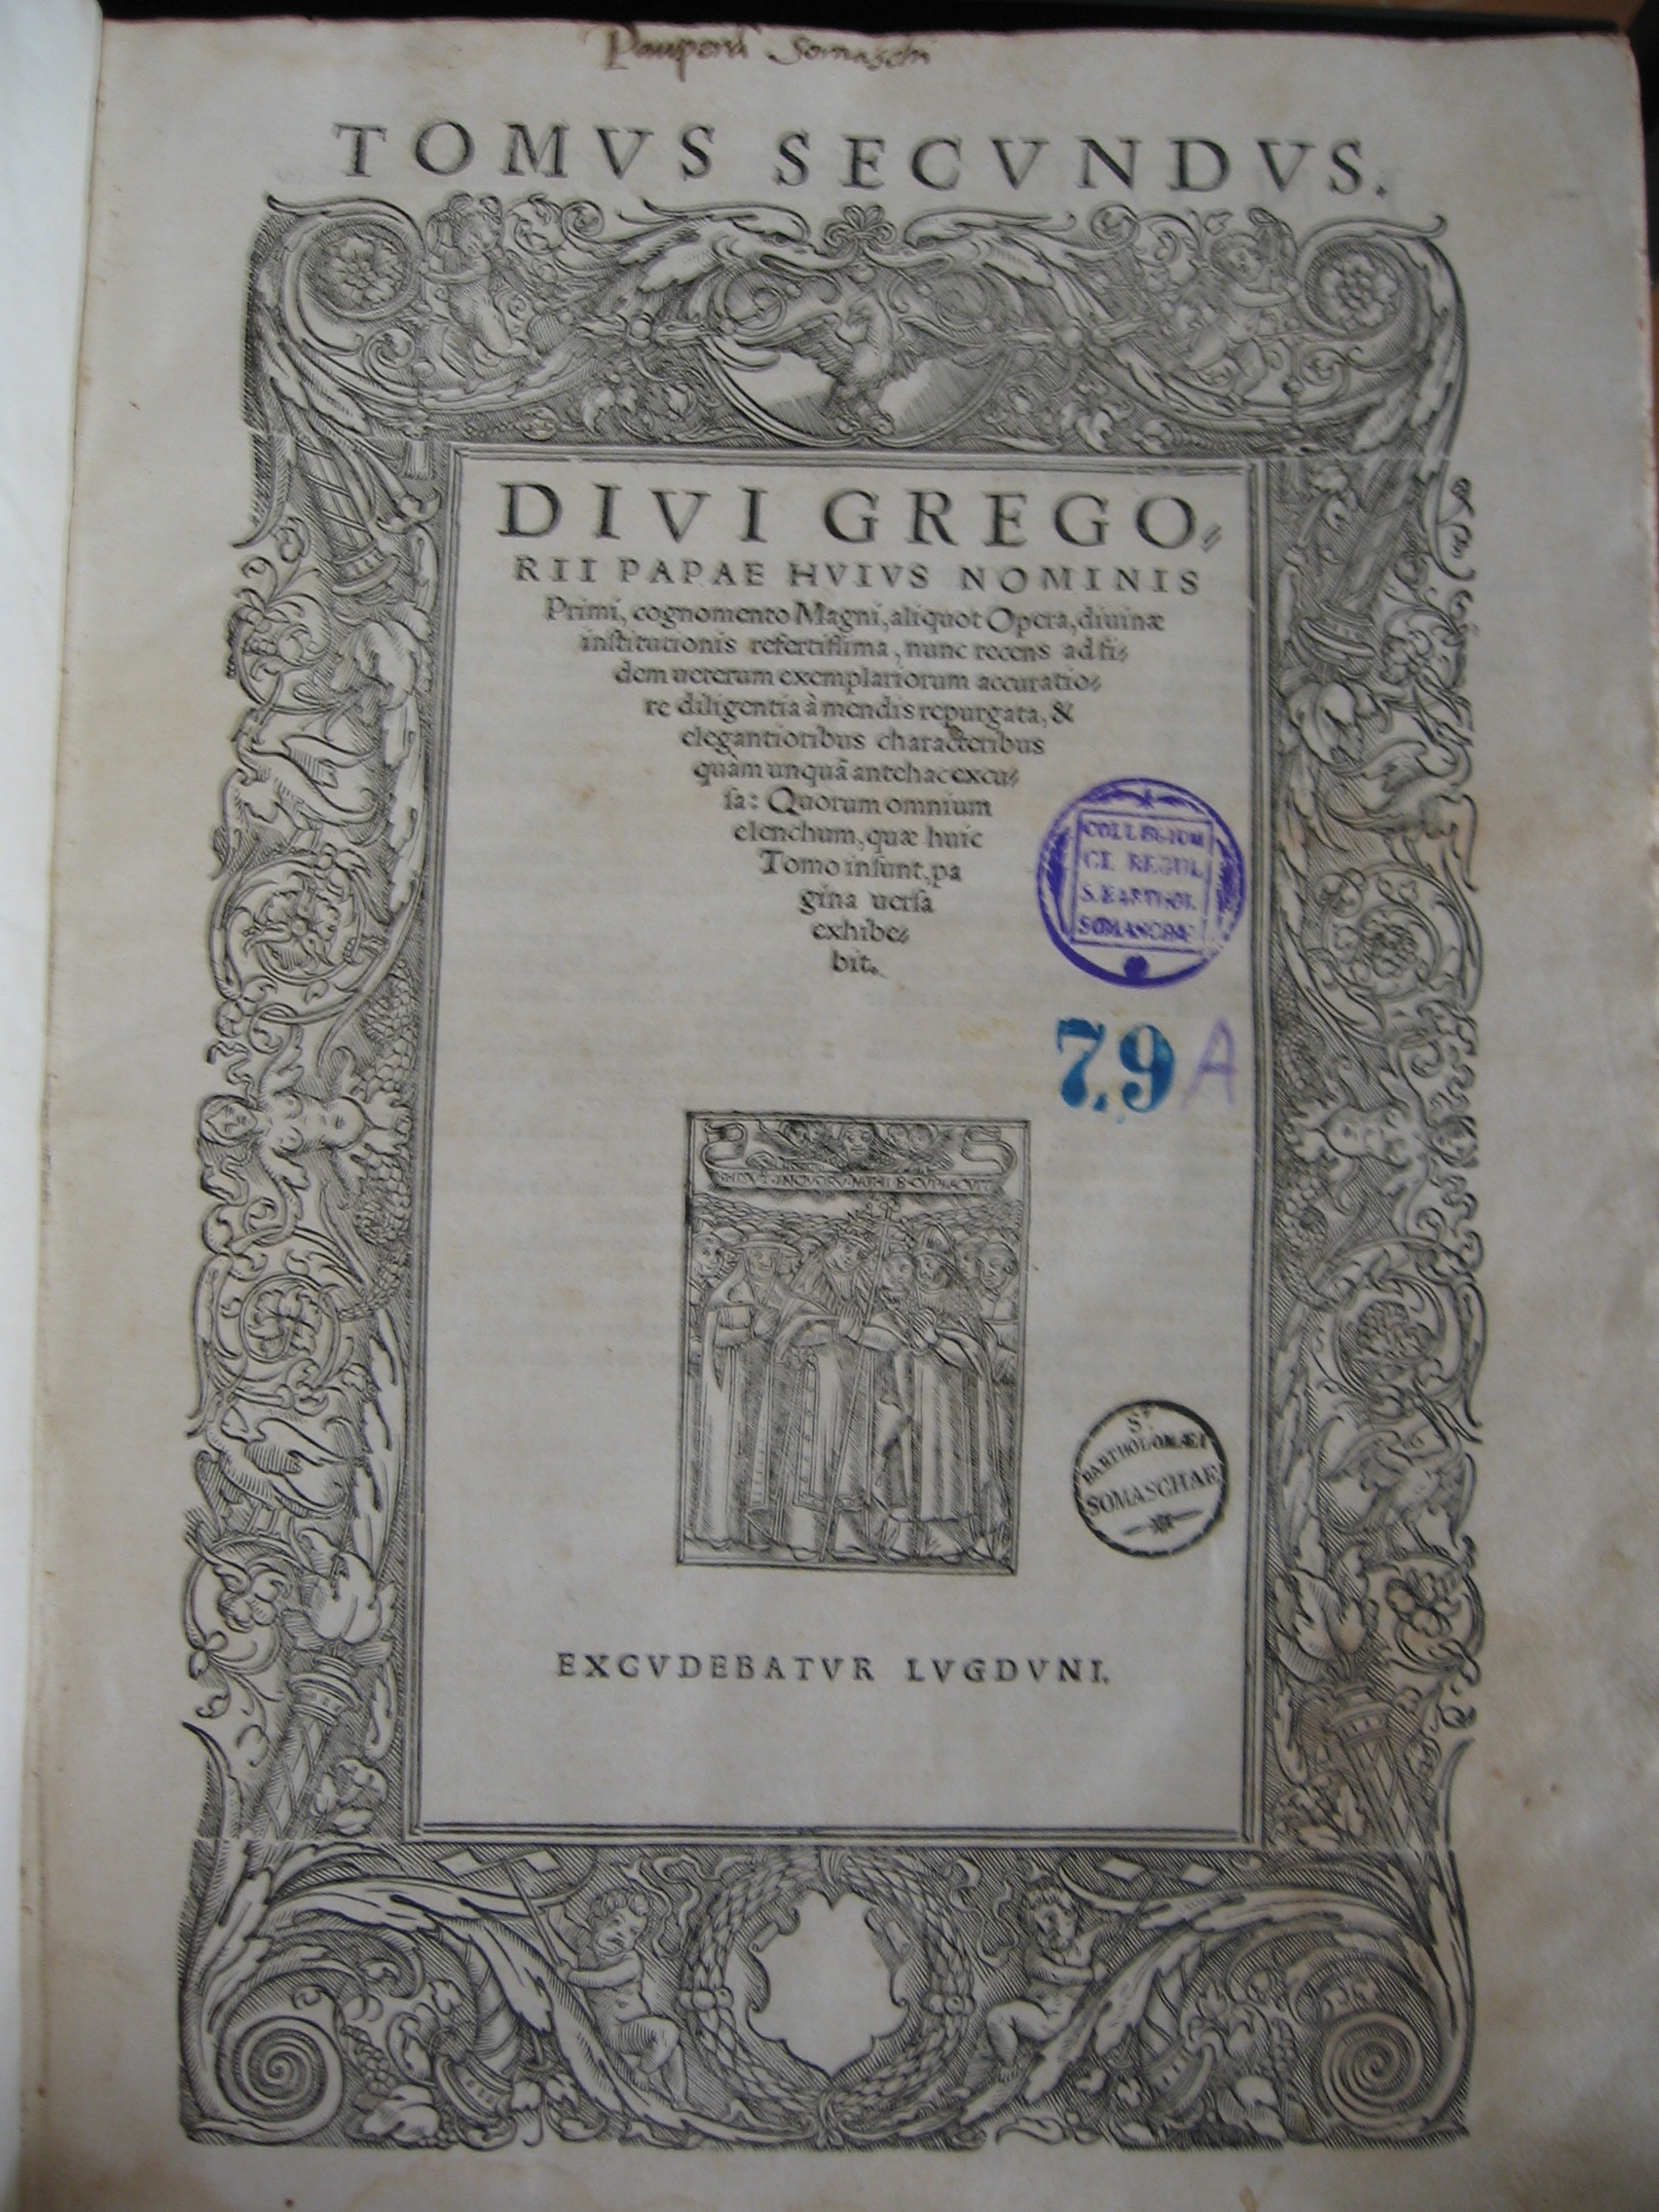 Somaschi
TOMVS SECVNDVS.
DIVI GREGO⸗
RII PAPAE HVIVS NOMINIS
Primi, cognomento Magni, aliquot Opera, diuinæ
institutionis refertissima, nunc recens ad fi⸗
dem ueterum exemplariorum accuratio⸗
re diligentia à mendis repurgata, &
elegantioribus characteribus
quàm unquã antehac excu⸗
sa: Quorum omnium
elenchum, quæ huic
Tomo insunt, pa
gina uersa
exhibe⸗
bit.
COLLEGIUM
CL. REGUL.
S. BARTHOL.
SOMASCHÆ
7.9 A
S.T
BARTHOLOMÆI
SOMASCHAE
EXCVDEBATVR LVGDVNI.